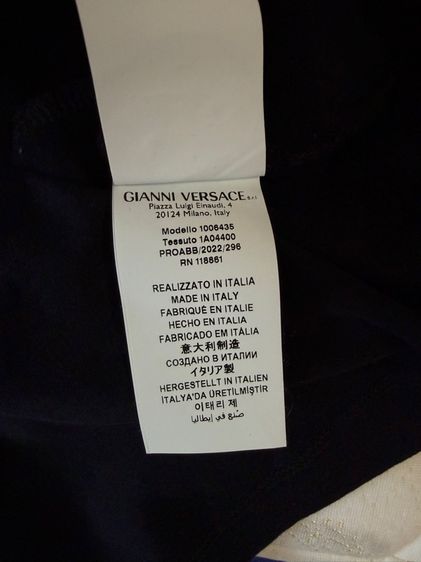 GIANNI VERSACE s.r.l.
Piazza Luigi Einaudi, 4
20124 Milano, Italy
Modello 1006435
Tessuto 1A04400
PROABB/2022/296
RN 118861
REALIZZATO IN ITALIA
MADE IN ITALY
FABRIQUÉ EN ITALIE
HECHO EN ITALIA
FABRICADO EM ITÁLIA
意大利制造
СОЗДАНО В ИТАЛИИ
イタリア製
HERGESTELLT IN ITALIEN
İTALYA'DA ÜRETİLMİŞTİR
이태리 제
صُنع في إيطاليا